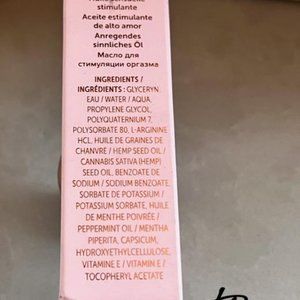 stimulante
Aceite estimulante
de alto amor
Anregendes
sinnliches Öl
Масло для
стимуляции оргазма
INGREDIENTS /
INGRÉDIENTS : GLYCERYN,
EAU / WATER / AQUA,
PROPYLENE GLYCOL,
POLYQUATERNIUM 7,
POLYSORBATE 80, L-ARGININE
HCL, HUILE DE GRAINES DE
CHANVRE / HEMP SEED OIL /
CANNABIS SATIVA (HEMP)
SEED OIL, BENZOATE DE
SODIUM / SODIUM BENZOATE,
SORBATE DE POTASSIUM /
POTASSIUM SORBATE, HUILE
DE MENTHE POIVRÉE /
PEPPERMINT OIL / MENTHA
PIPERITA, CAPSICUM,
HYDROXYETHYLCELLULOSE,
VITAMINE E / VITAMIN E /
TOCOPHERYL ACETATE